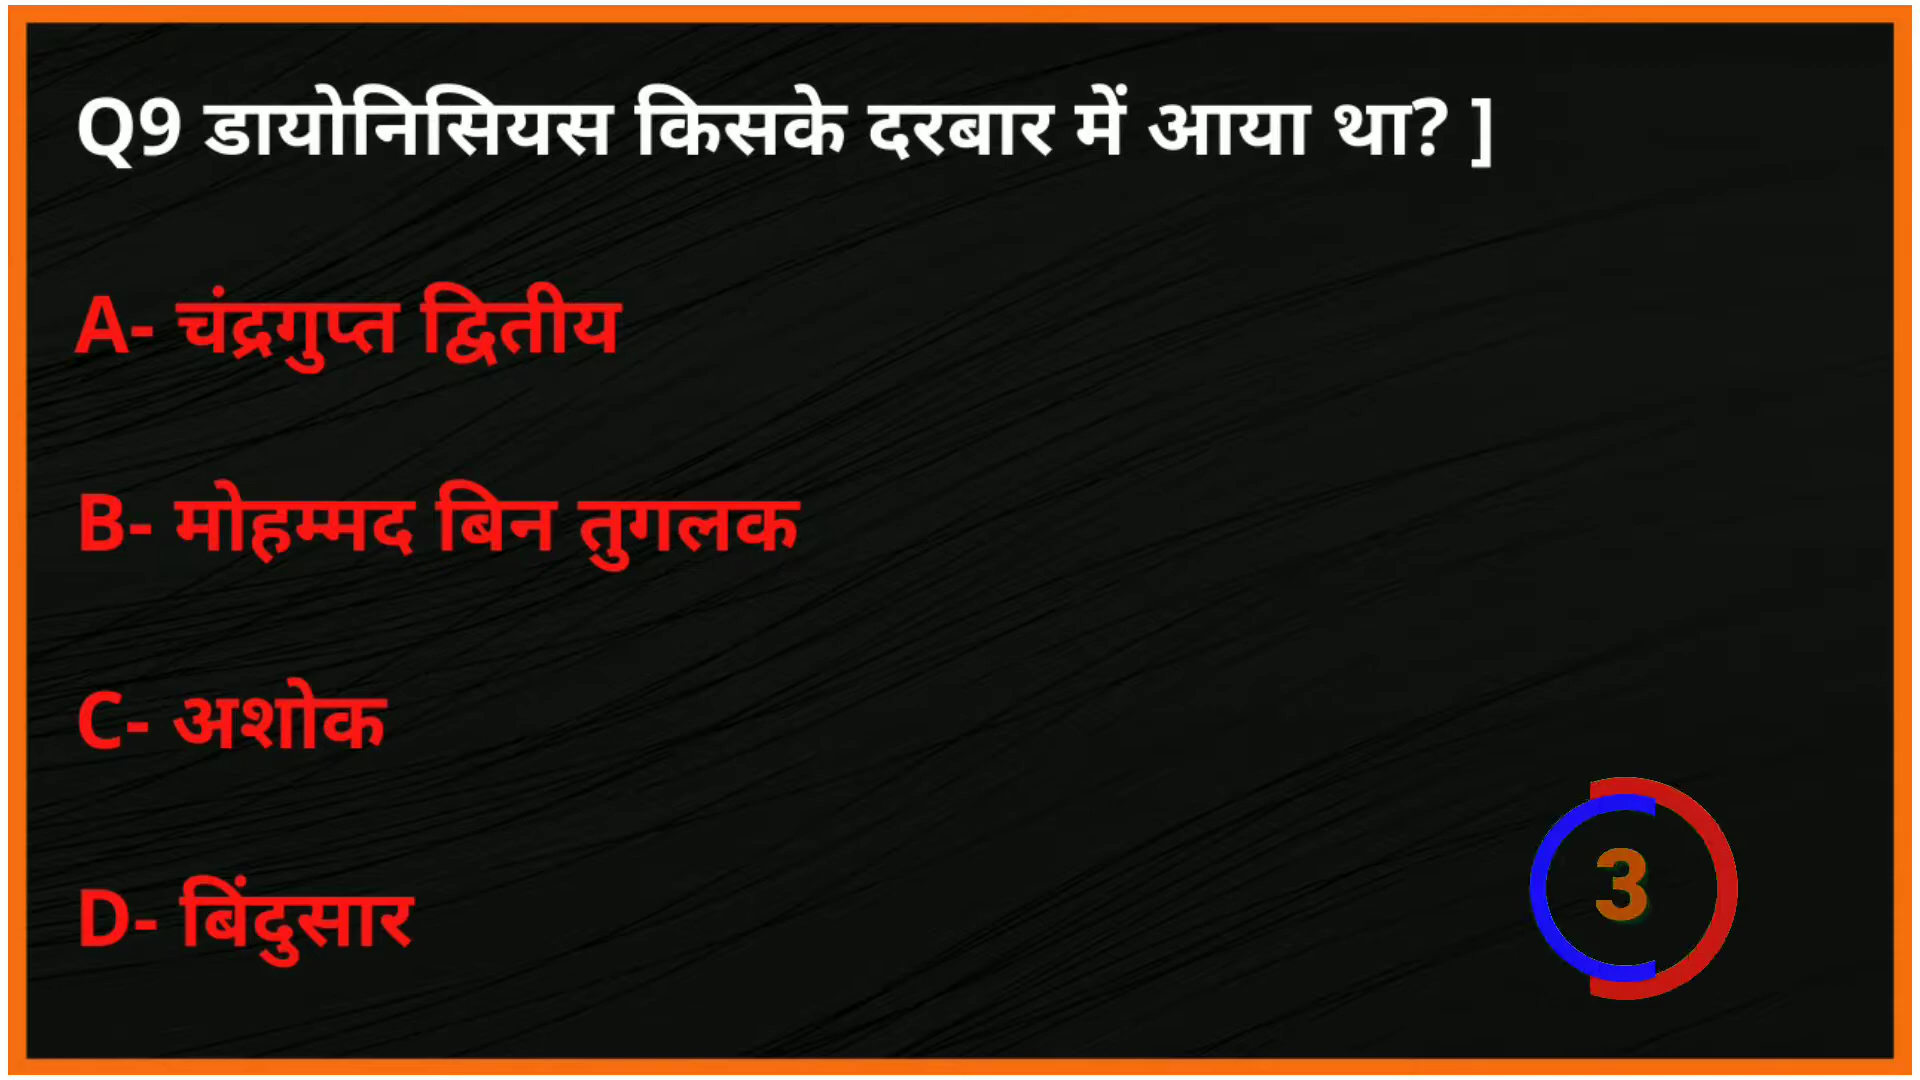 Q9 डायोनिसियस किसके दरबार में आया था? ]
A- चंद्रगुप्त द्वितीय
B- मोहम्मद बिन तुगलक
C- अशोक
D- बिंदुसार
3